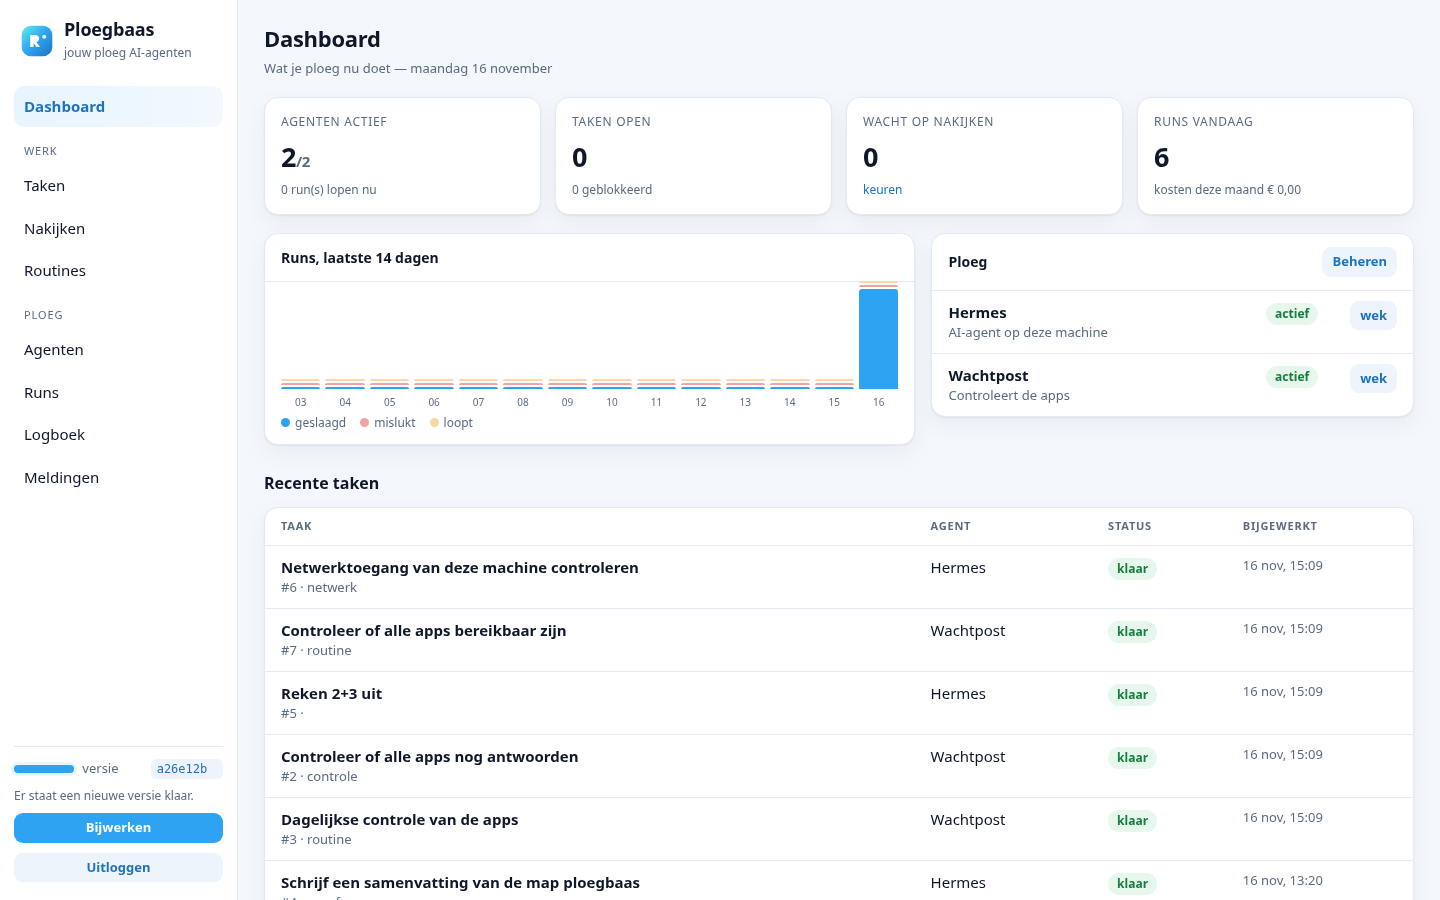 Ploegbaas
jouw ploeg AI-agenten
Dashboard
WERK
Taken
Nakijken
Routines
PLOEG
Agenten
Runs
Logboek
Meldingen
versie a26e12b
Er staat een nieuwe versie klaar.
Bijwerken
Uitloggen
Dashboard
Wat je ploeg nu doet — maandag 16 november
AGENTEN ACTIEF
2/2
0 run(s) lopen nu
TAKEN OPEN
0
0 geblokkeerd
WACHT OP NAKIJKEN
0
keuren
RUNS VANDAAG
6
kosten deze maand € 0,00
Runs, laatste 14 dagen
03 04 05 06 07 08 09 10 11 12 13 14 15 16
geslaagd mislukt loopt
Ploeg Beheren
Hermes actief wek
AI-agent op deze machine
Wachtpost actief wek
Controleert de apps
Recente taken
TAAK AGENT STATUS BIJGEWERKT
Netwerktoegang van deze machine controleren Hermes klaar 16 nov, 15:09
#6 · netwerk
Controleer of alle apps bereikbaar zijn Wachtpost klaar 16 nov, 15:09
#7 · routine
Reken 2+3 uit Hermes klaar 16 nov, 15:09
#5 ·
Controleer of alle apps nog antwoorden Wachtpost klaar 16 nov, 15:09
#2 · controle
Dagelijkse controle van de apps Wachtpost klaar 16 nov, 15:09
#3 · routine
Schrijf een samenvatting van de map ploegbaas Hermes klaar 16 nov, 13:20